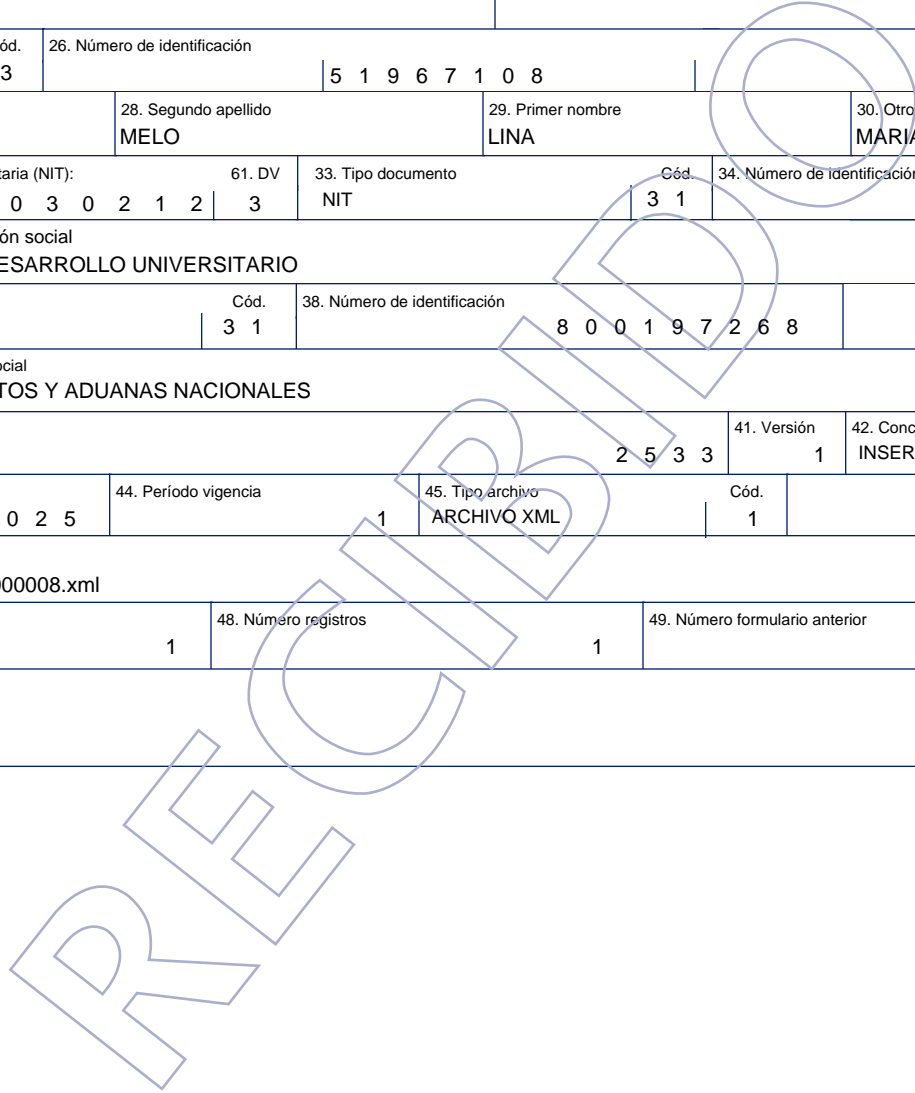 ód. 26. Número de identificación
3 5 1 9 6 7 1 0 8
28. Segundo apellido 29. Primer nombre 30. Otro
MELO LINA MARIA
taria (NIT): 61. DV 33. Tipo documento Cód. 34. Número de identificación
0 3 0 2 1 2 3 NIT 3 1
ón social
ESARROLLO UNIVERSITARIO
Cód. 38. Número de identificación
3 1 8 0 0 1 9 7 2 6 8
ocial
TOS Y ADUANAS NACIONALES
41. Versión 42. Conc
2 5 3 3 1 INSER
44. Período vigencia 45. Tipo archivo Cód.
0 2 5 1 ARCHIVO XML 1
000008.xml
48. Número registros 49. Número formulario anterior
1 1
RECIBIDO